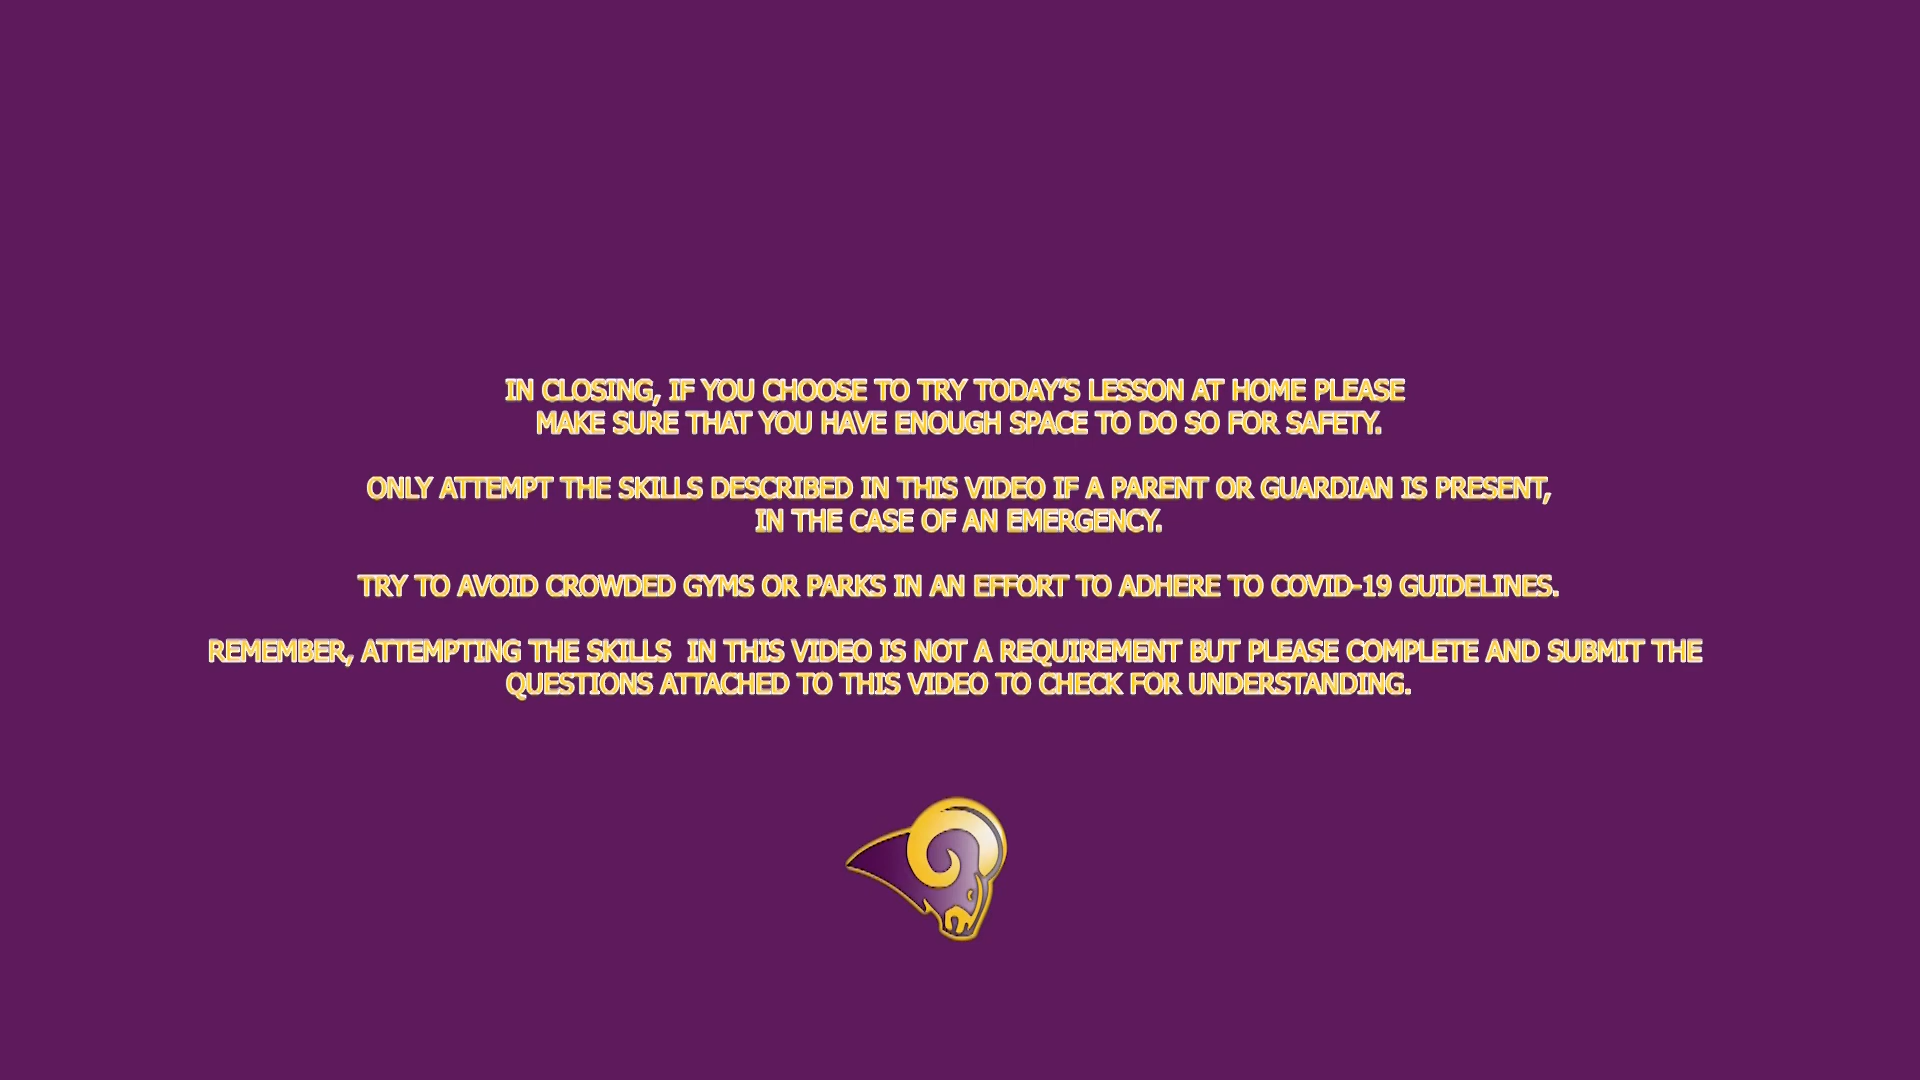 IN CLOSING, IF YOU CHOOSE TO TRY TODAY'S LESSON AT HOME PLEASE
MAKE SURE THAT YOU HAVE ENOUGH SPACE TO DO SO FOR SAFETY.
ONLY ATTEMPT THE SKILLS DESCRIBED IN THIS VIDEO IF A PARENT OR GUARDIAN IS PRESENT,
IN THE CASE OF AN EMERGENCY.
TRY TO AVOID CROWDED GYMS OR PARKS IN AN EFFORT TO ADHERE TO COVID-19 GUIDELINES.
REMEMBER, ATTEMPTING THE SKILLS  IN THIS VIDEO IS NOT A REQUIREMENT BUT PLEASE COMPLETE AND SUBMIT THE
QUESTIONS ATTACHED TO THIS VIDEO TO CHECK FOR UNDERSTANDING.